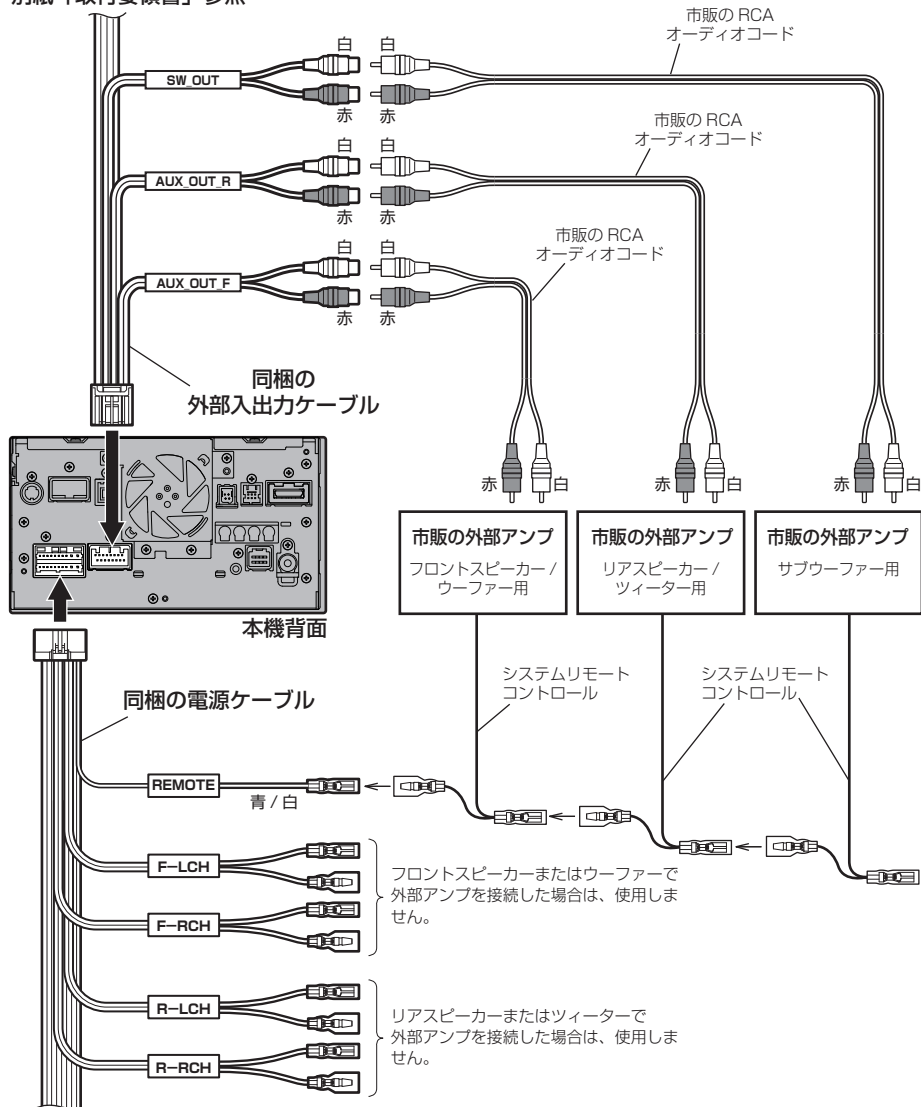 別紙「取付要領書」参照
市販の RCA
オーディオコード
白 白
SW_OUT
赤 赤
市販の RCA
オーディオコード
白 白
AUX_OUT_R
赤 赤
市販の RCA
オーディオコード
白 白
AUX_OUT_F
赤 赤
同梱の
外部入出力ケーブル
赤 白
赤 白
赤 白
市販の外部アンプ
フロントスピーカー /
ウーファー用
市販の外部アンプ
リアスピーカー /
ツィーター用
市販の外部アンプ
サブウーファー用
本機背面
システムリモート
コントロール
システムリモート
コントロール
同梱の電源ケーブル
REMOTE
青 / 白
F-LCH
F-RCH
フロントスピーカーまたはウーファーで
外部アンプを接続した場合は、使用しま
せん。
R-LCH
R-RCH
リアスピーカーまたはツィーターで
外部アンプを接続した場合は、使用しま
せん。